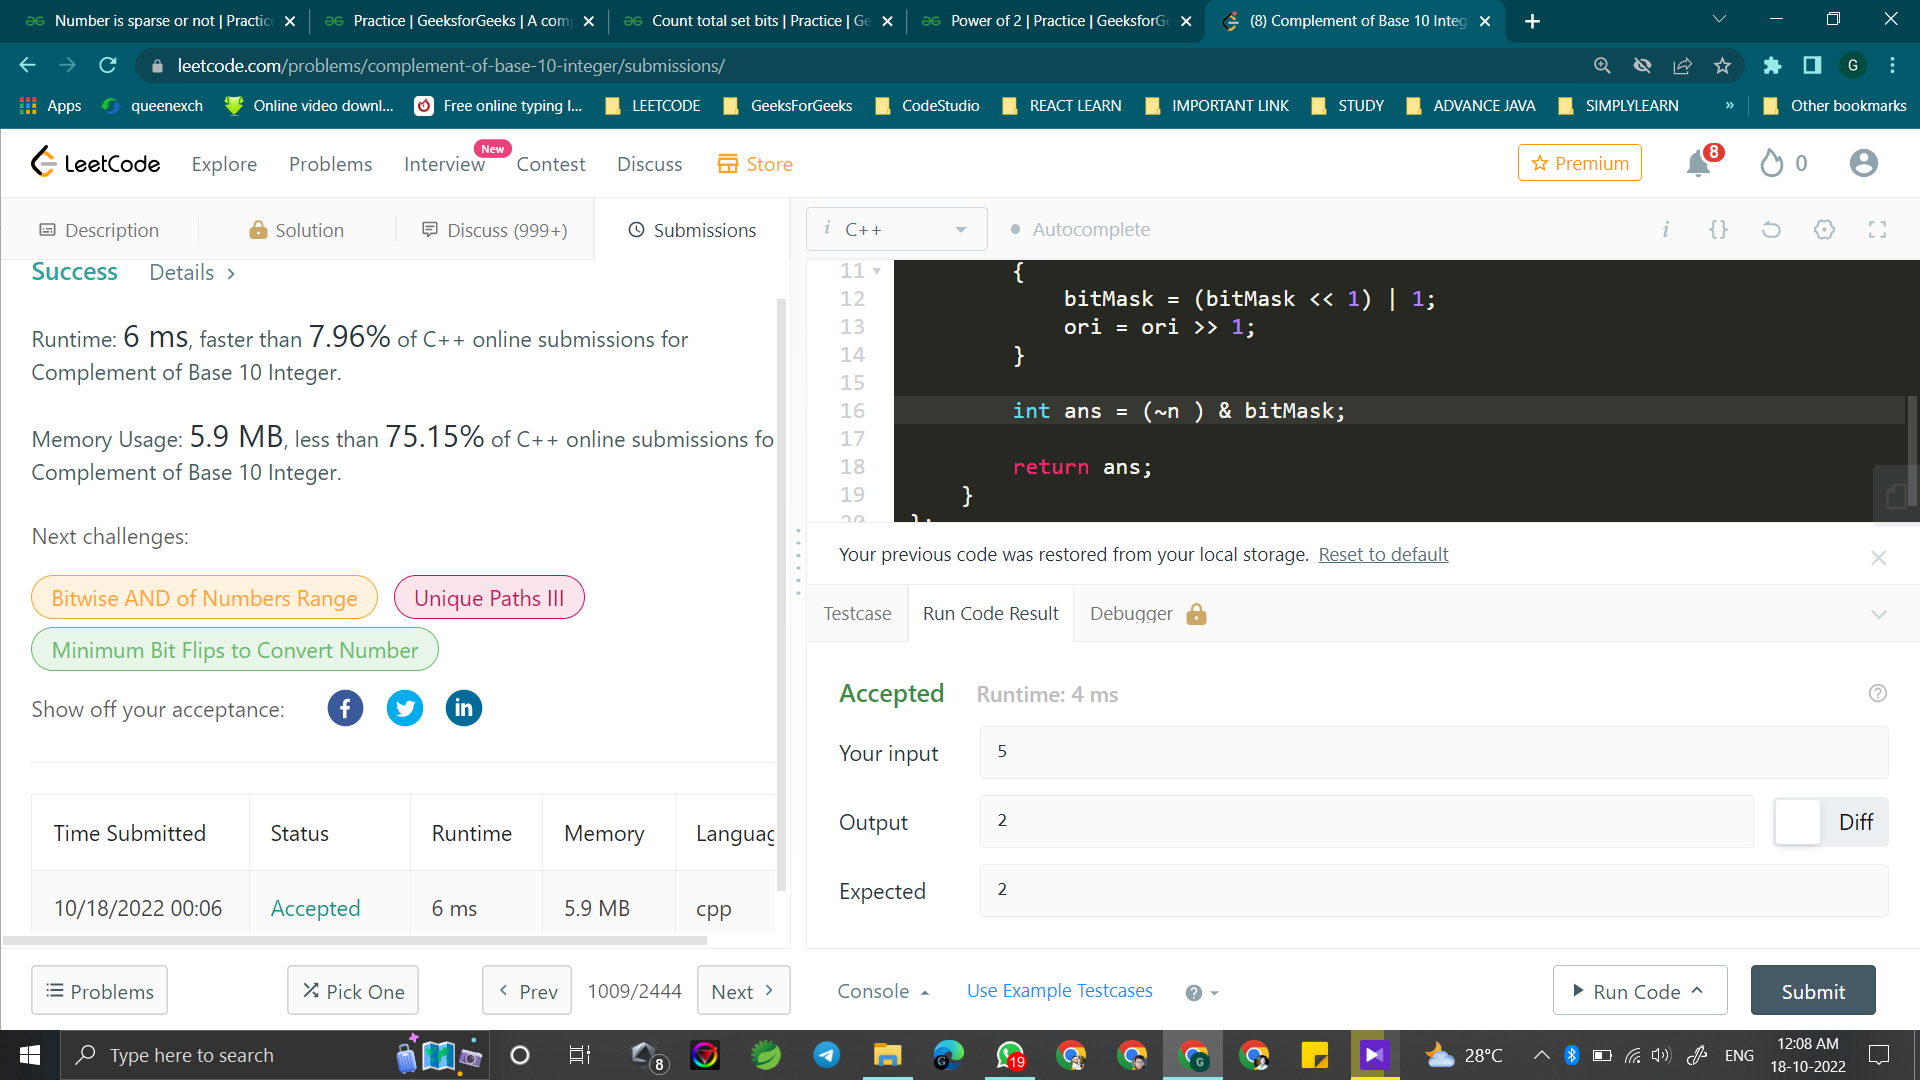 Number is sparse or not | Practic
Practice | GeeksforGeeks | A com
Count total set bits | Practice | Ge
Power of 2 | Practice | GeeksforGe
(8) Complement of Base 10 Integ
leetcode.com/problems/complement-of-base-10-integer/submissions/
G
Apps
queenexch
Online video downl...
Free online typing l...
LEETCODE
GeeksForGeeks
CodeStudio
REACT LEARN
IMPORTANT LINK
STUDY
ADVANCE JAVA
SIMPLYLEARN
»
Other bookmarks
LeetCode
Explore
Problems
Interview
New
Contest
Discuss
Store
Premium
8
0
Description
Solution
Discuss (999+)
Submissions
i C++
Autocomplete
i {}
Success Details >
Runtime: 6 ms, faster than 7.96% of C++ online submissions for
Complement of Base 10 Integer.
Memory Usage: 5.9 MB, less than 75.15% of C++ online submissions fo
Complement of Base 10 Integer.
Next challenges:
Bitwise AND of Numbers Range
Unique Paths III
Minimum Bit Flips to Convert Number
Show off your acceptance:
Time Submitted Status Runtime Memory Languag
10/18/2022 00:06 Accepted 6 ms 5.9 MB cpp
11 {
12 bitMask = (bitMask << 1) | 1;
13 ori = ori >> 1;
14 }
15
16 int ans = (~n ) & bitMask;
17
18 return ans;
19 }
20 };
Your previous code was restored from your local storage. Reset to default
Testcase
Run Code Result
Debugger
Accepted Runtime: 4 ms
Your input 5
Output 2
Diff
Expected 2
Problems
Pick One
Prev
1009/2444
Next
Console
Use Example Testcases
Run Code
Submit
Type here to search
8
19
G
28°C
ENG
12:08 AM
18-10-2022